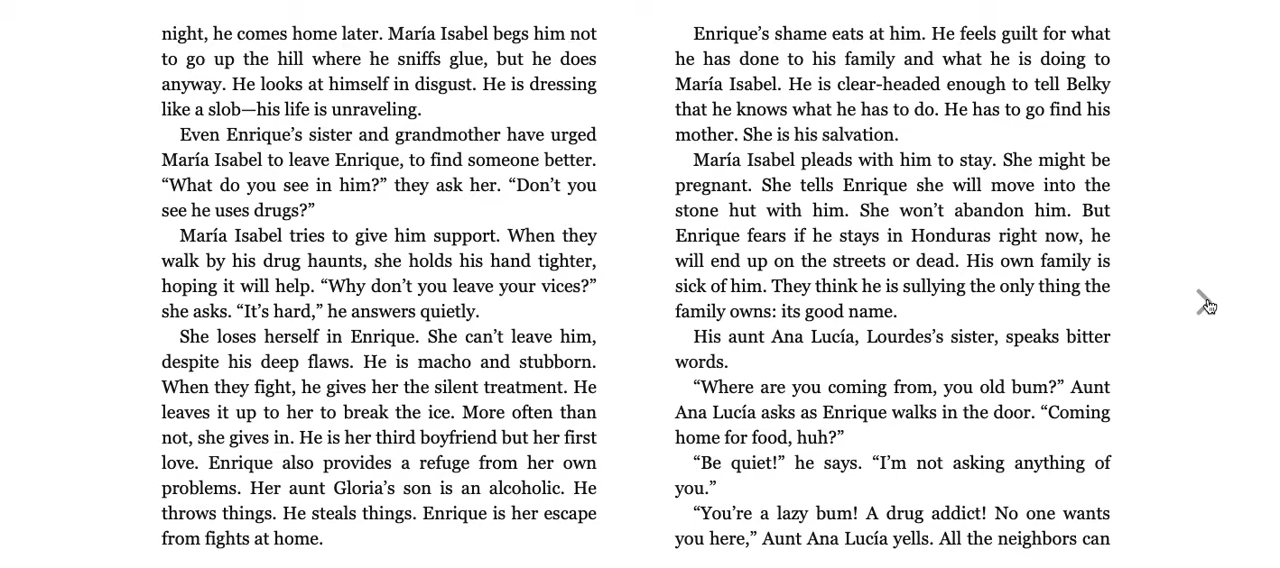 night, he comes home later. María Isabel begs him not
to go up the hill where he sniffs glue, but he does
anyway. He looks at himself in disgust. He is dressing
like a slob—his life is unraveling.
Even Enrique’s sister and grandmother have urged
María Isabel to leave Enrique, to find someone better.
“What do you see in him?” they ask her. “Don’t you
see he uses drugs?”
María Isabel tries to give him support. When they
walk by his drug haunts, she holds his hand tighter,
hoping it will help. “Why don’t you leave your vices?”
she asks. “It’s hard,” he answers quietly.
She loses herself in Enrique. She can’t leave him,
despite his deep flaws. He is macho and stubborn.
When they fight, he gives her the silent treatment. He
leaves it up to her to break the ice. More often than
not, she gives in. He is her third boyfriend but her first
love. Enrique also provides a refuge from her own
problems. Her aunt Gloria’s son is an alcoholic. He
throws things. He steals things. Enrique is her escape
from fights at home.
Enrique’s shame eats at him. He feels guilt for what
he has done to his family and what he is doing to
María Isabel. He is clear-headed enough to tell Belky
that he knows what he has to do. He has to go find his
mother. She is his salvation.
María Isabel pleads with him to stay. She might be
pregnant. She tells Enrique she will move into the
stone hut with him. She won’t abandon him. But
Enrique fears if he stays in Honduras right now, he
will end up on the streets or dead. His own family is
sick of him. They think he is sullying the only thing the
family owns: its good name.
His aunt Ana Lucía, Lourdes’s sister, speaks bitter
words.
“Where are you coming from, you old bum?” Aunt
Ana Lucía asks as Enrique walks in the door. “Coming
home for food, huh?”
“Be quiet!” he says. “I’m not asking anything of
you.”
“You’re a lazy bum! A drug addict! No one wants
you here,” Aunt Ana Lucía yells. All the neighbors can